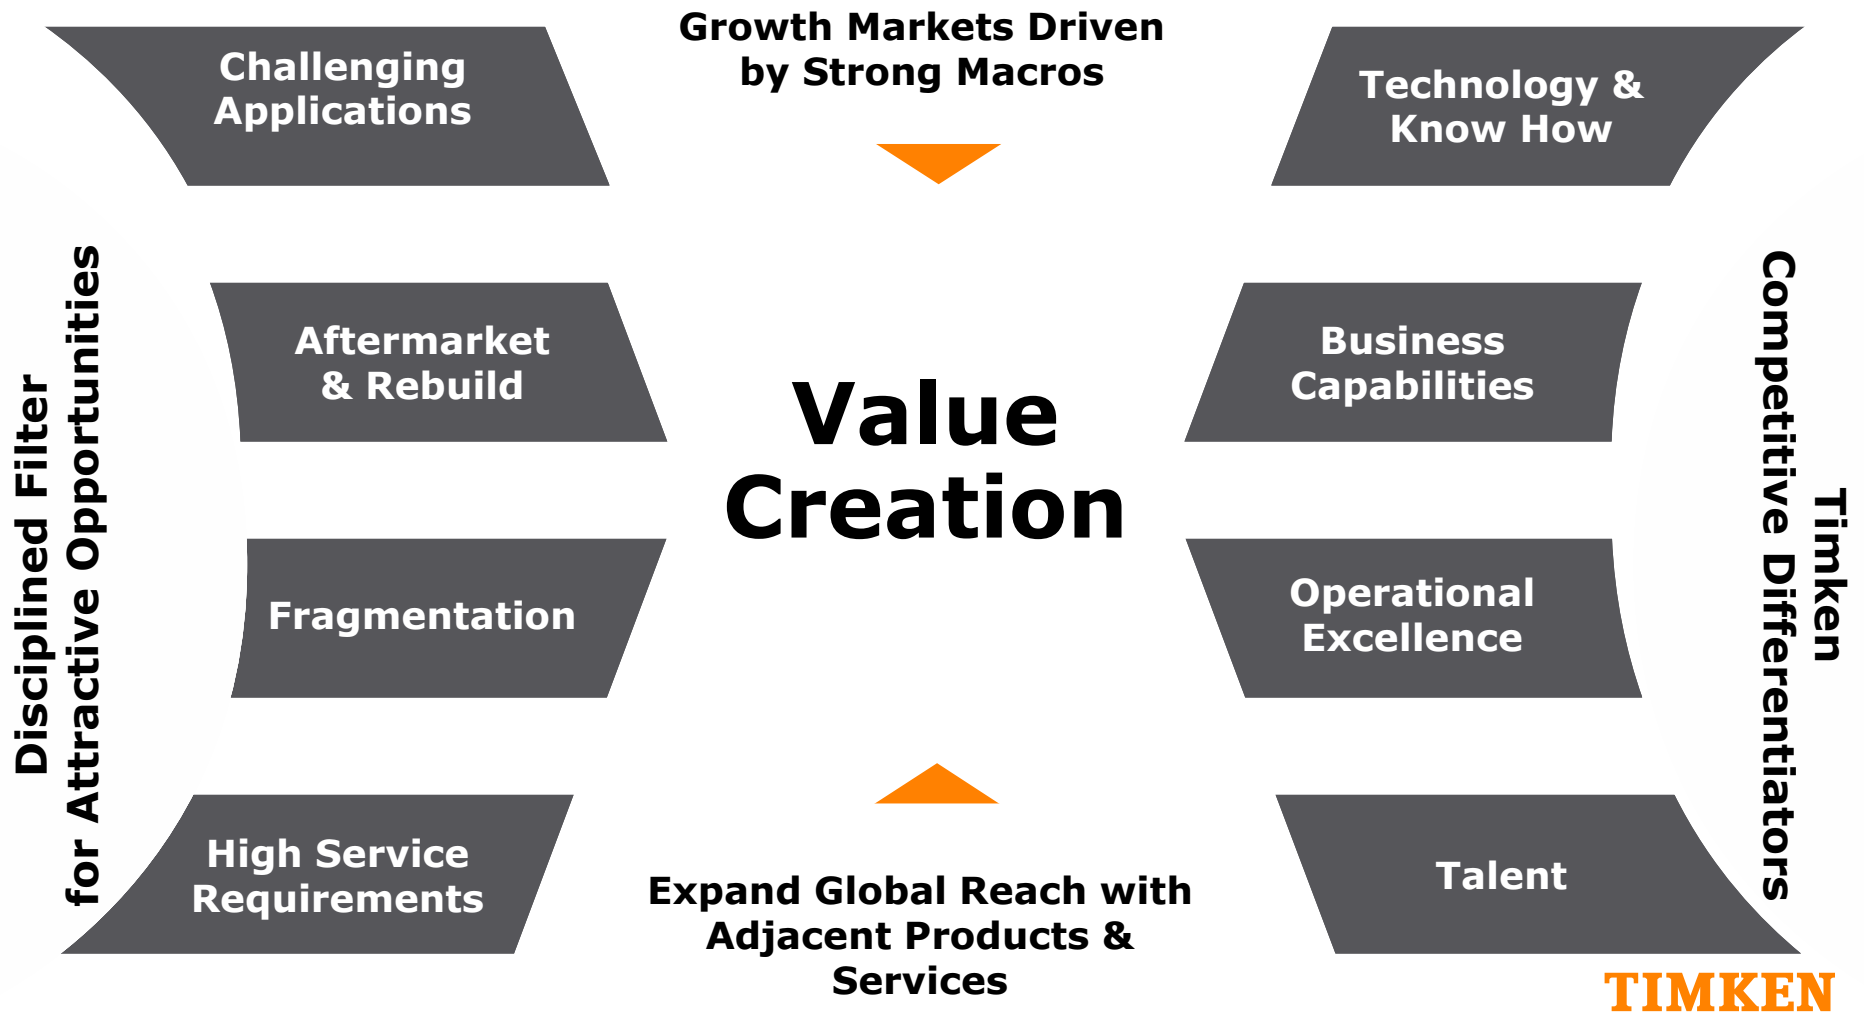 Growth Markets Driven
by Strong Macros
Challenging
Applications
Technology &
Know How
Disciplined Filter
for Attractive Opportunities
Aftermarket
& Rebuild
Value
Creation
Business
Capabilities
Timken
Competitive Differentiators
Fragmentation
Operational
Excellence
High Service
Requirements
Expand Global Reach with
Adjacent Products &
Services
Talent
TIMKEN